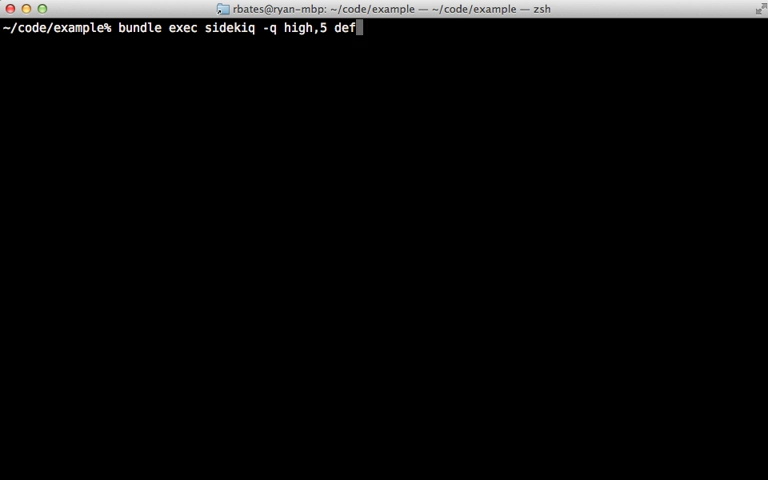 rbates@ryan-mbp: ~/code/example — ~/code/example — zsh
~/code/example% bundle exec sidekiq -q high,5 def